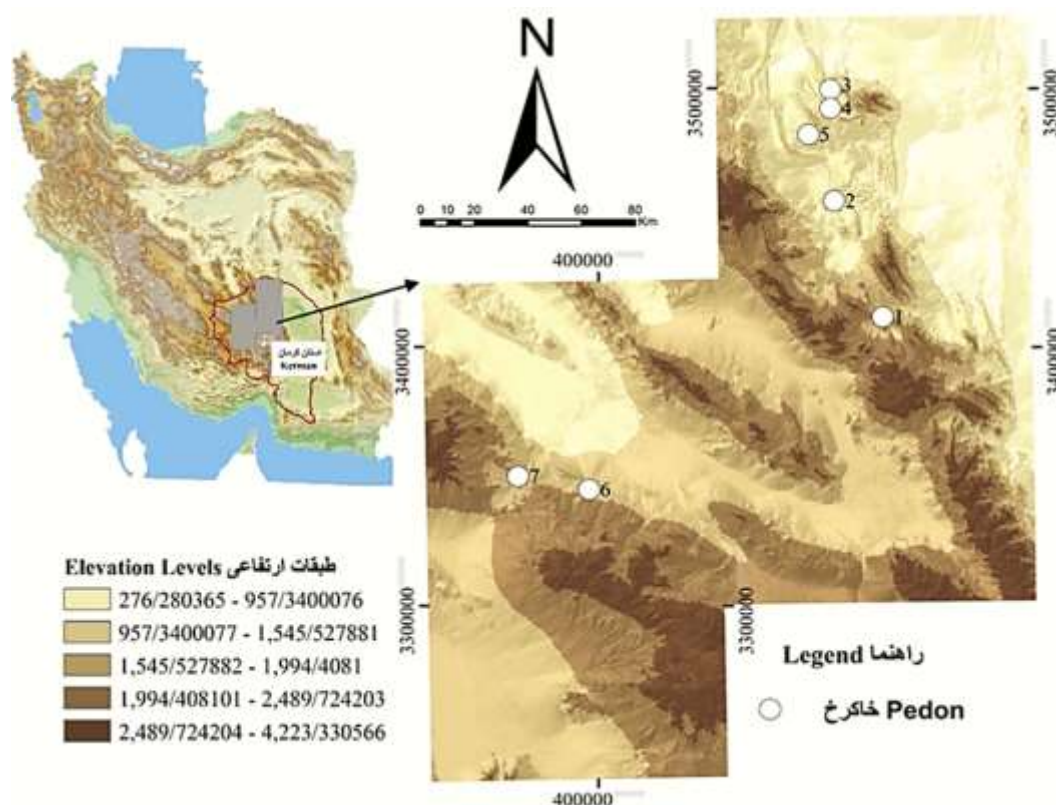 N
0 5 10 20 40 60 80
Km
400000
3500000
3500000
3
4
5
2
1
3400000
3400000
استان کرمان
Kerman
7
6
3300000
3300000
Elevation Levels طبقات ارتفاعی
276/280365 - 957/3400076
957/3400077 - 1,545/527881
1,545/527882 - 1,994/4081
1,994/408101 - 2,489/724203
2,489/724204 - 4,223/330566
Legend راهنما
خاکرخ Pedon
400000